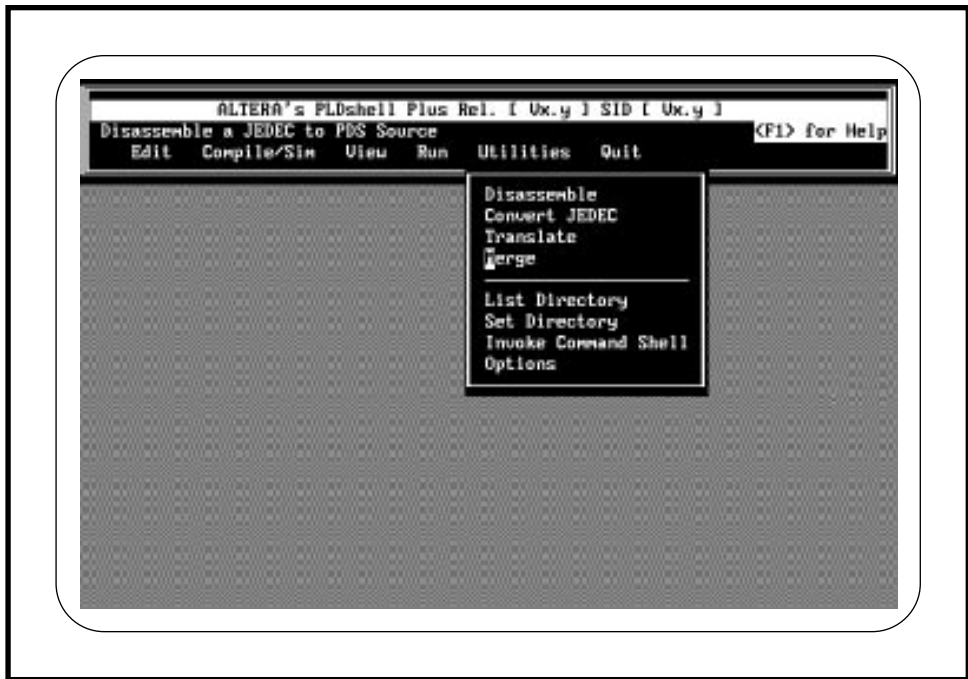 ALTERA's PLDshell Plus Rel. [ Vx.y ] SID [ Vx.y ]
Disassemble a JEDEC to PDS Source <F1> for Help
Edit Compile/Sim View Run Utilities Quit
Disassemble
Convert JEDEC
Translate
Merge
List Directory
Set Directory
Invoke Command Shell
Options